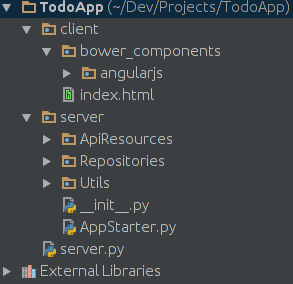 TodoApp (~/Dev/Projects/TodoApp)
client
bower_components
angularjs
index.html
server
ApiResources
Repositories
Utils
__init__.py
AppStarter.py
server.py
External Libraries